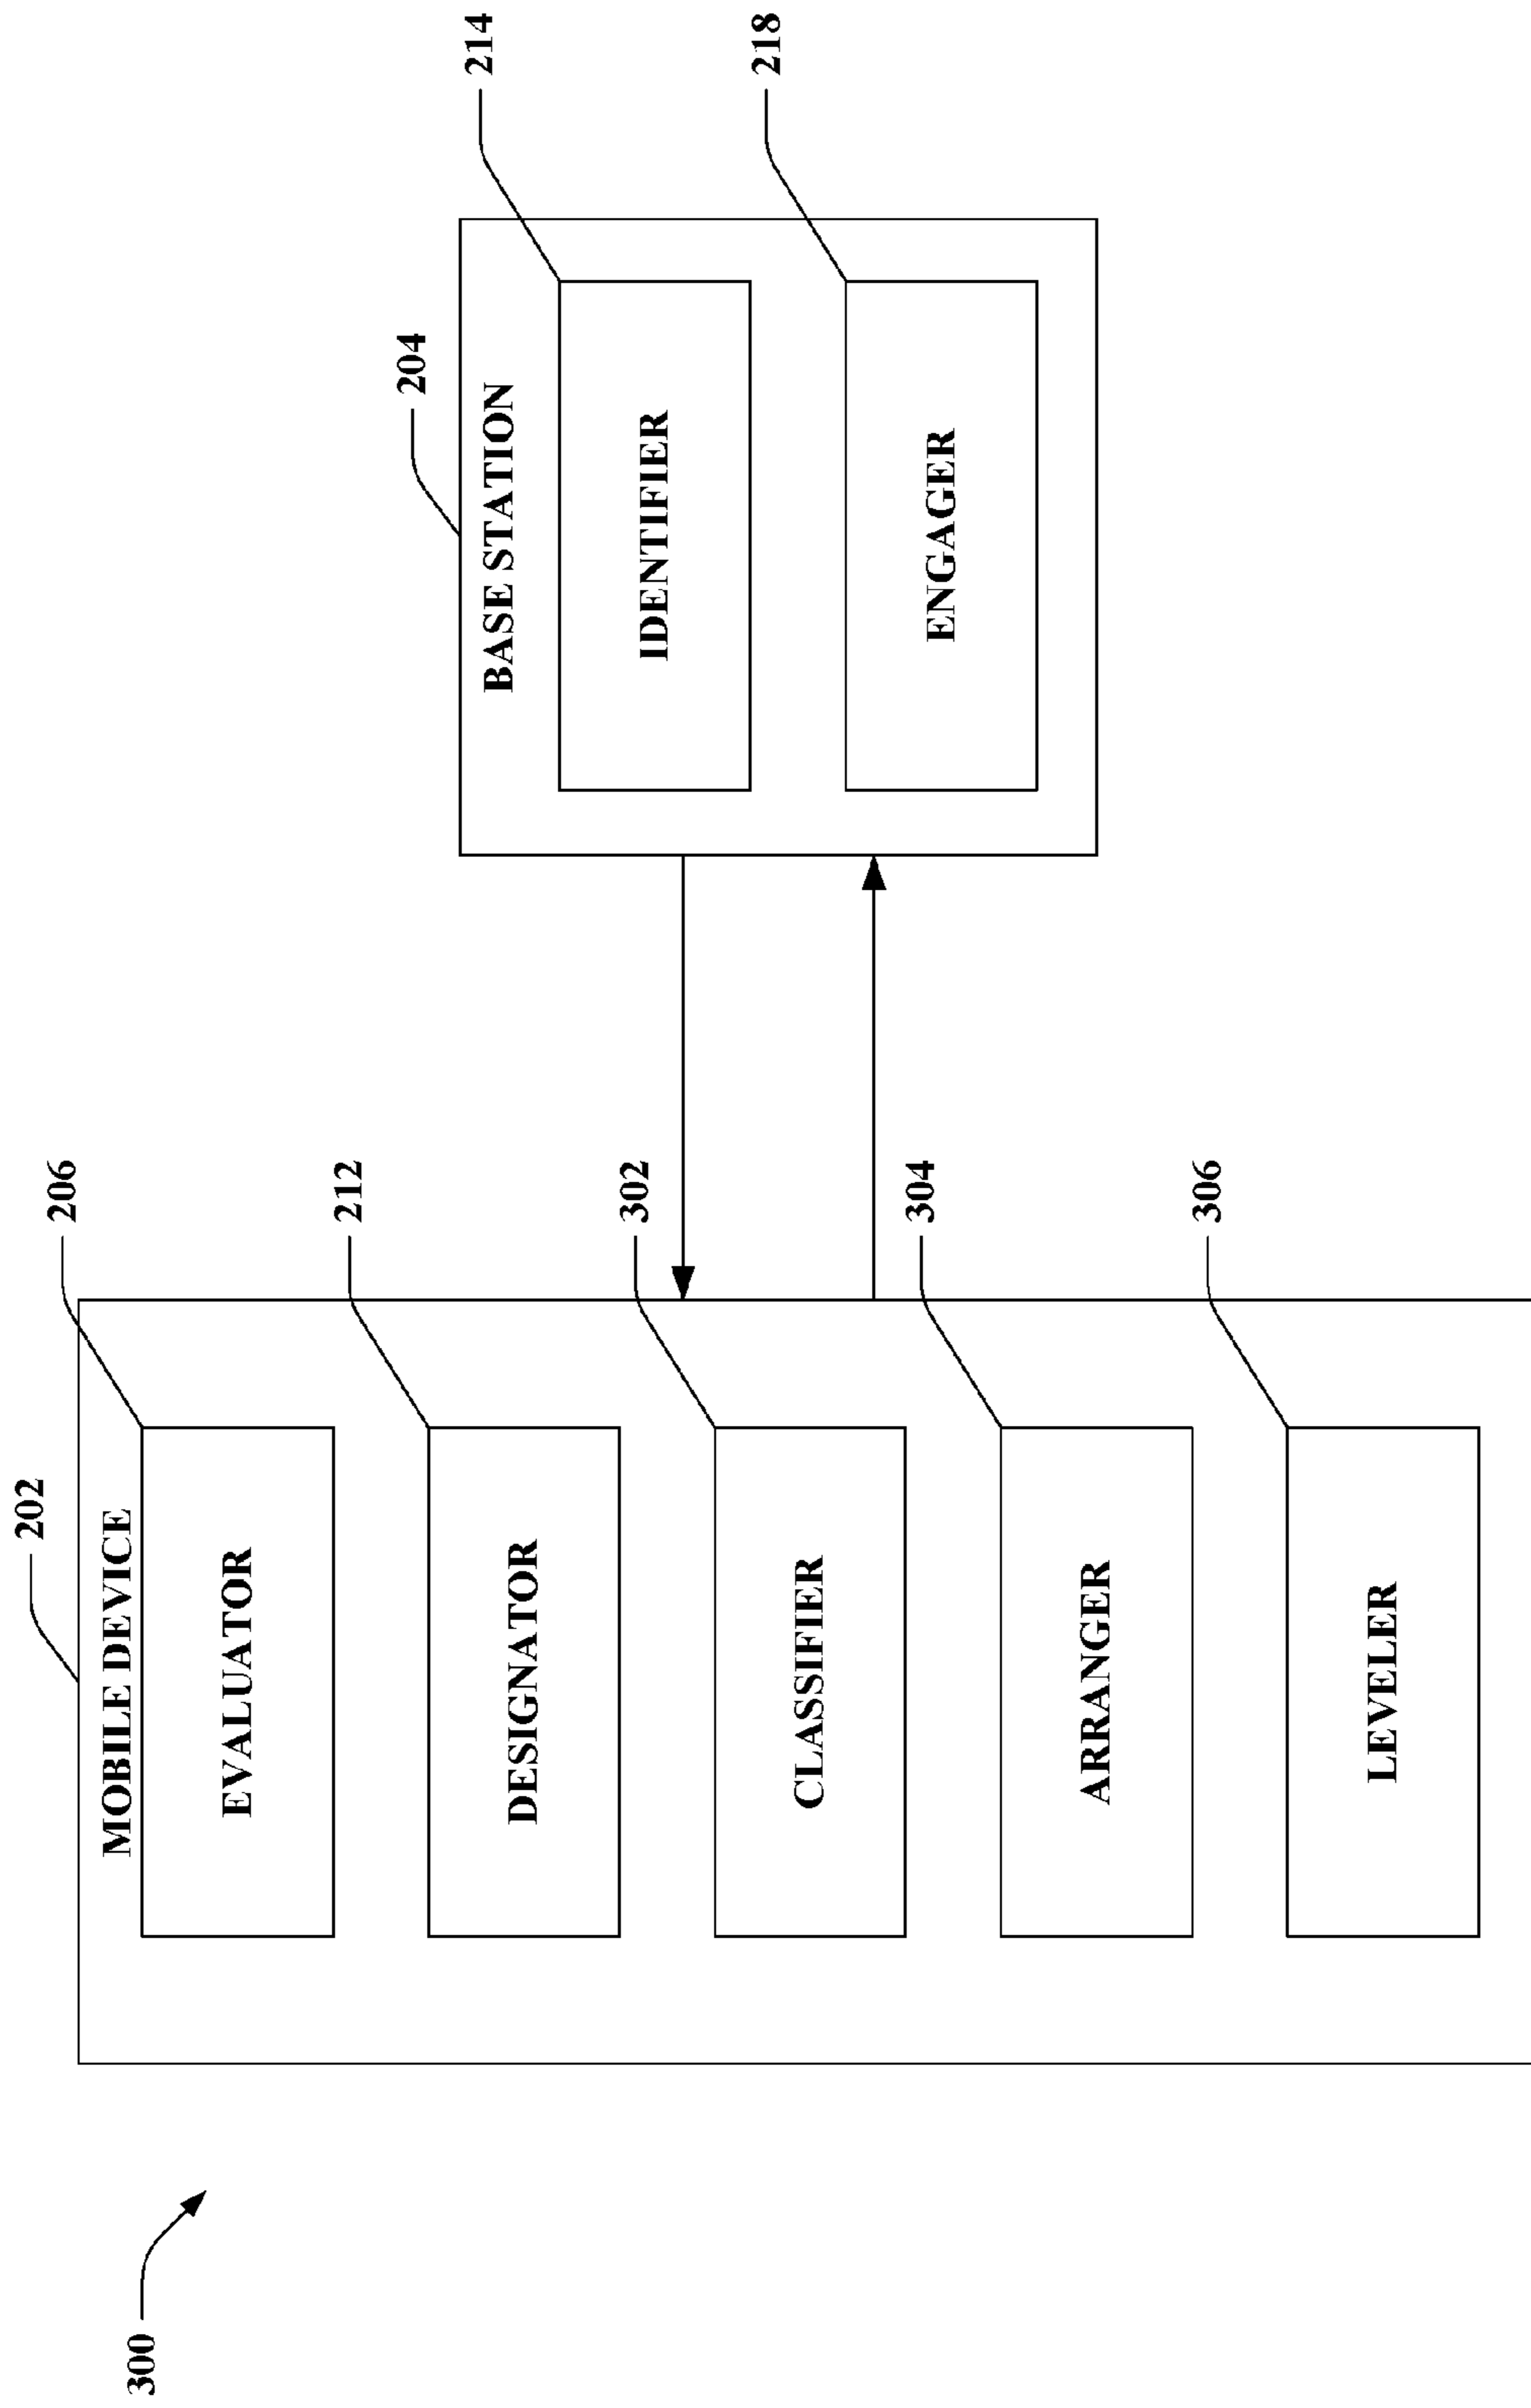 300
202
MOBILE DEVICE
206
EVALUATOR
212
DESIGNATOR
302
CLASSIFIER
304
ARRANGER
306
LEVELER
204
BASE STATION
214
IDENTIFIER
218
ENGAGER